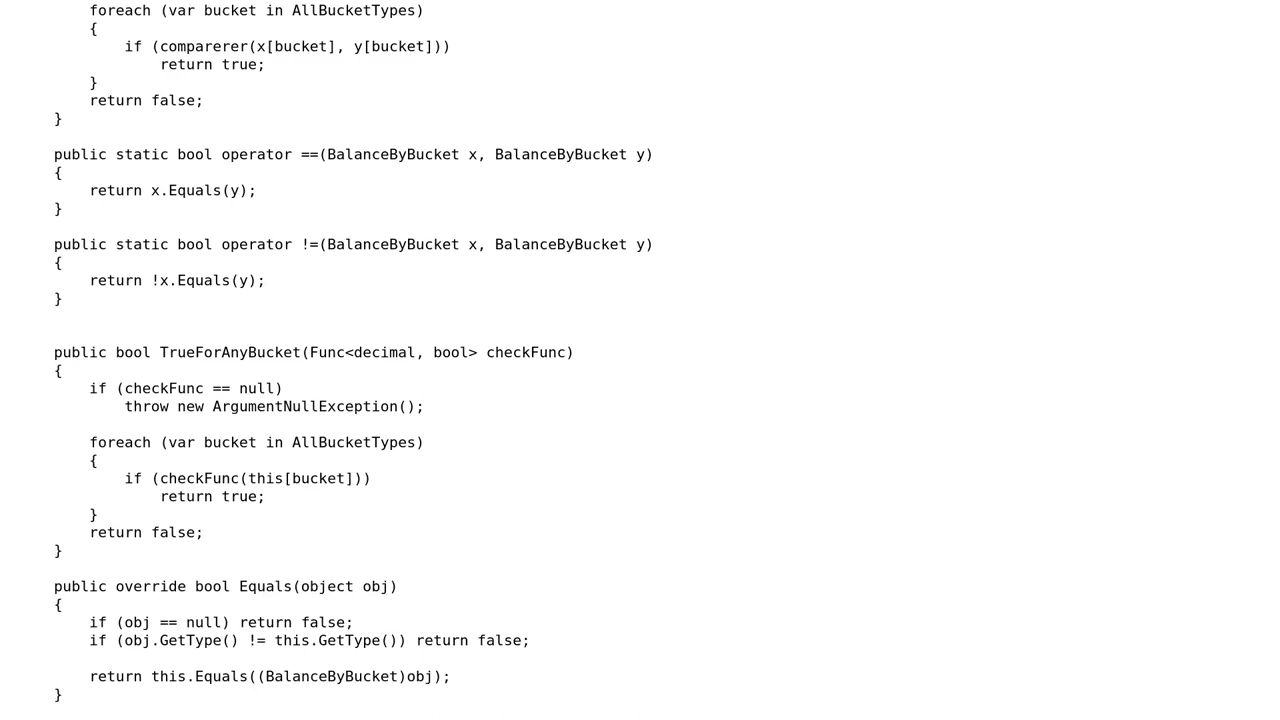 foreach (var bucket in AllBucketTypes)
{
if (comparerer(x[bucket], y[bucket]))
return true;
}
return false;
}
public static bool operator ==(BalanceByBucket x, BalanceByBucket y)
{
return x.Equals(y);
}
public static bool operator !=(BalanceByBucket x, BalanceByBucket y)
{
return !x.Equals(y);
}
public bool TrueForAnyBucket(Func<decimal, bool> checkFunc)
{
if (checkFunc == null)
throw new ArgumentNullException();
foreach (var bucket in AllBucketTypes)
{
if (checkFunc(this[bucket]))
return true;
}
return false;
}
public override bool Equals(object obj)
{
if (obj == null) return false;
if (obj.GetType() != this.GetType()) return false;
return this.Equals((BalanceByBucket)obj);
}